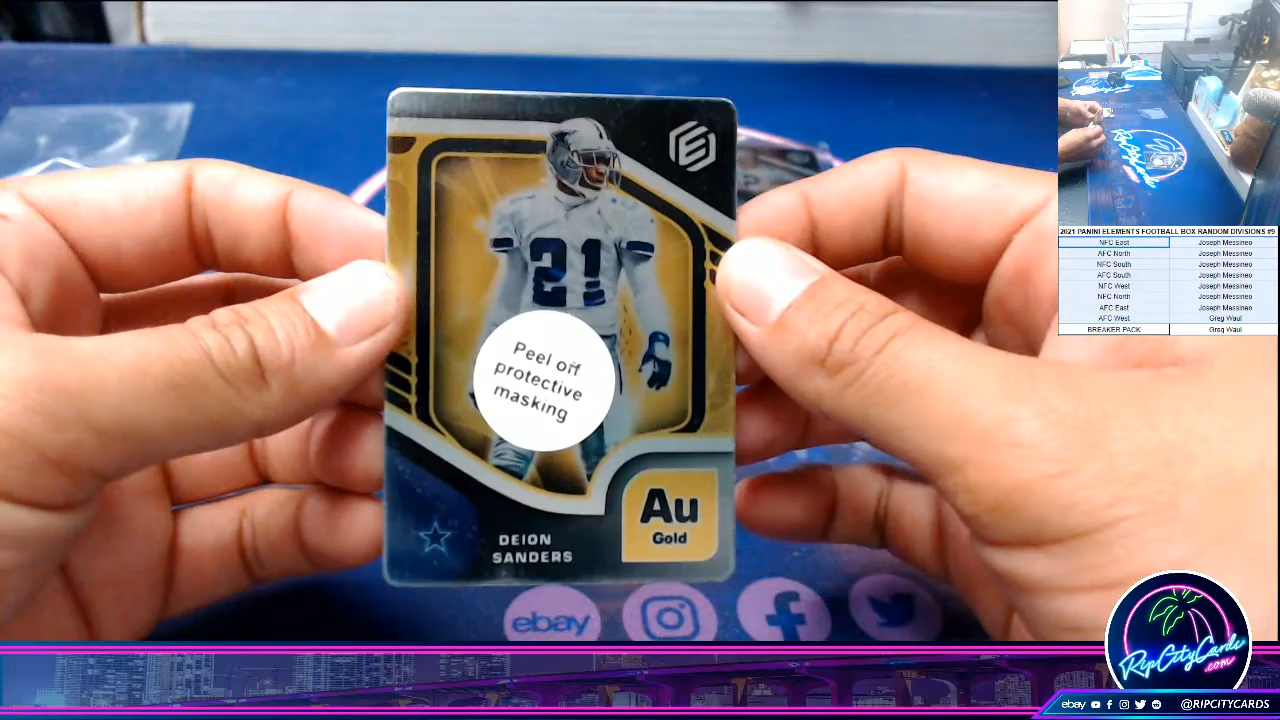 21
Peel off
protective
masking
Au
Gold
DEION
SANDERS
ebay
2021 PANINI ELEMENTS FOOTBALL BOX RANDOM DIVISIONS #9
NFC East Joseph Messineo
AFC North Joseph Messineo
NFC South Joseph Messineo
AFC South Joseph Messineo
NFC West Joseph Messineo
NFC North Joseph Messineo
AFC East Joseph Messineo
AFC West Greg Waul
BREAKER PACK Greg Waul
RipCityCards
.com
ebay @RIPCITYCARDS